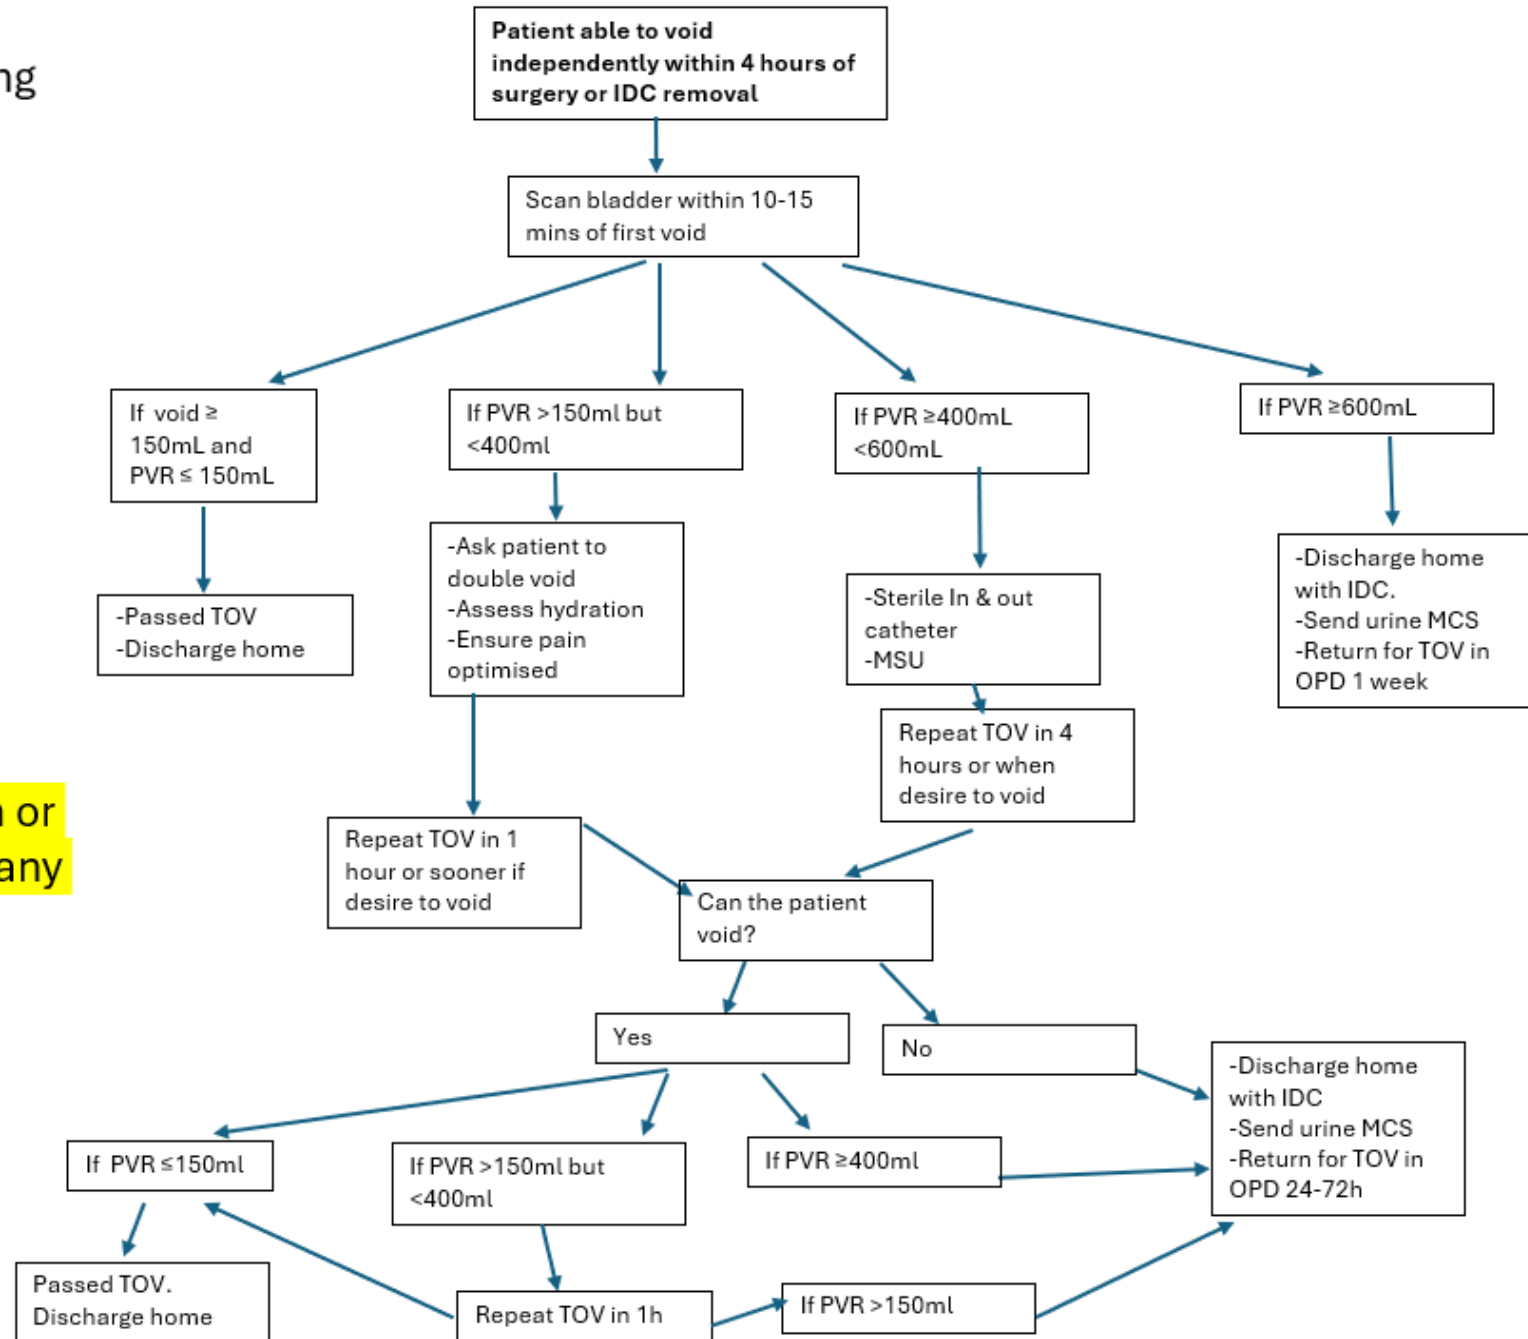 ng
Patient able to void
independently within 4 hours of
surgery or IDC removal
Scan bladder within 10-15
mins of first void
If void ≥
150mL and
PVR ≤ 150mL
If PVR >150ml but
<400ml
If PVR ≥400mL
<600mL
If PVR ≥600mL
-Passed TOV
-Discharge home
-Ask patient to
double void
-Assess hydration
-Ensure pain
optimised
-Sterile In & out
catheter
-MSU
-Discharge home
with IDC.
-Send urine MCS
-Return for TOV in
OPD 1 week
Repeat TOV in 4
hours or when
desire to void
or
any
Repeat TOV in 1
hour or sooner if
desire to void
Can the patient
void?
Yes
No
If PVR ≤150ml
If PVR >150ml but
<400ml
If PVR ≥400ml
-Discharge home
with IDC
-Send urine MCS
-Return for TOV in
OPD 24-72h
Passed TOV.
Discharge home
Repeat TOV in 1h
If PVR >150ml